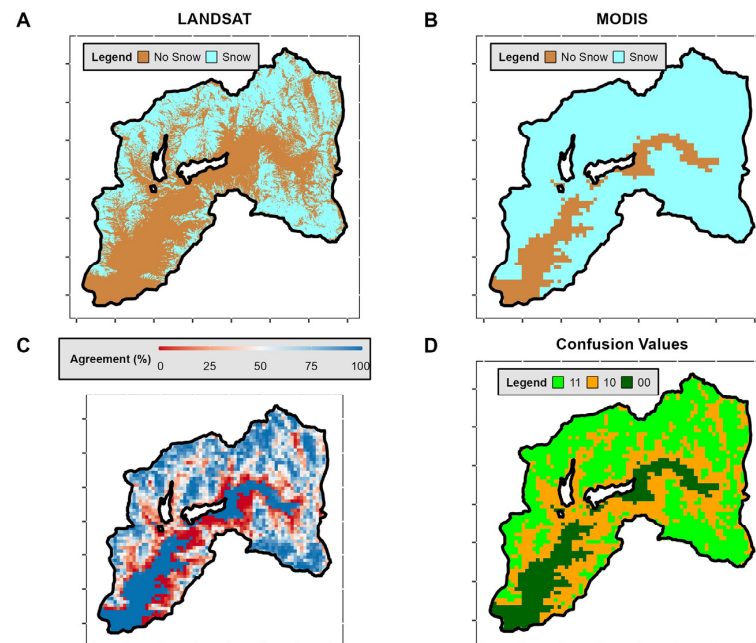 A
LANDSAT
Legend No Snow Snow
B
MODIS
Legend No Snow Snow
C
Agreement (%)
0 25 50 75 100
D
Confusion Values
Legend 11 10 00